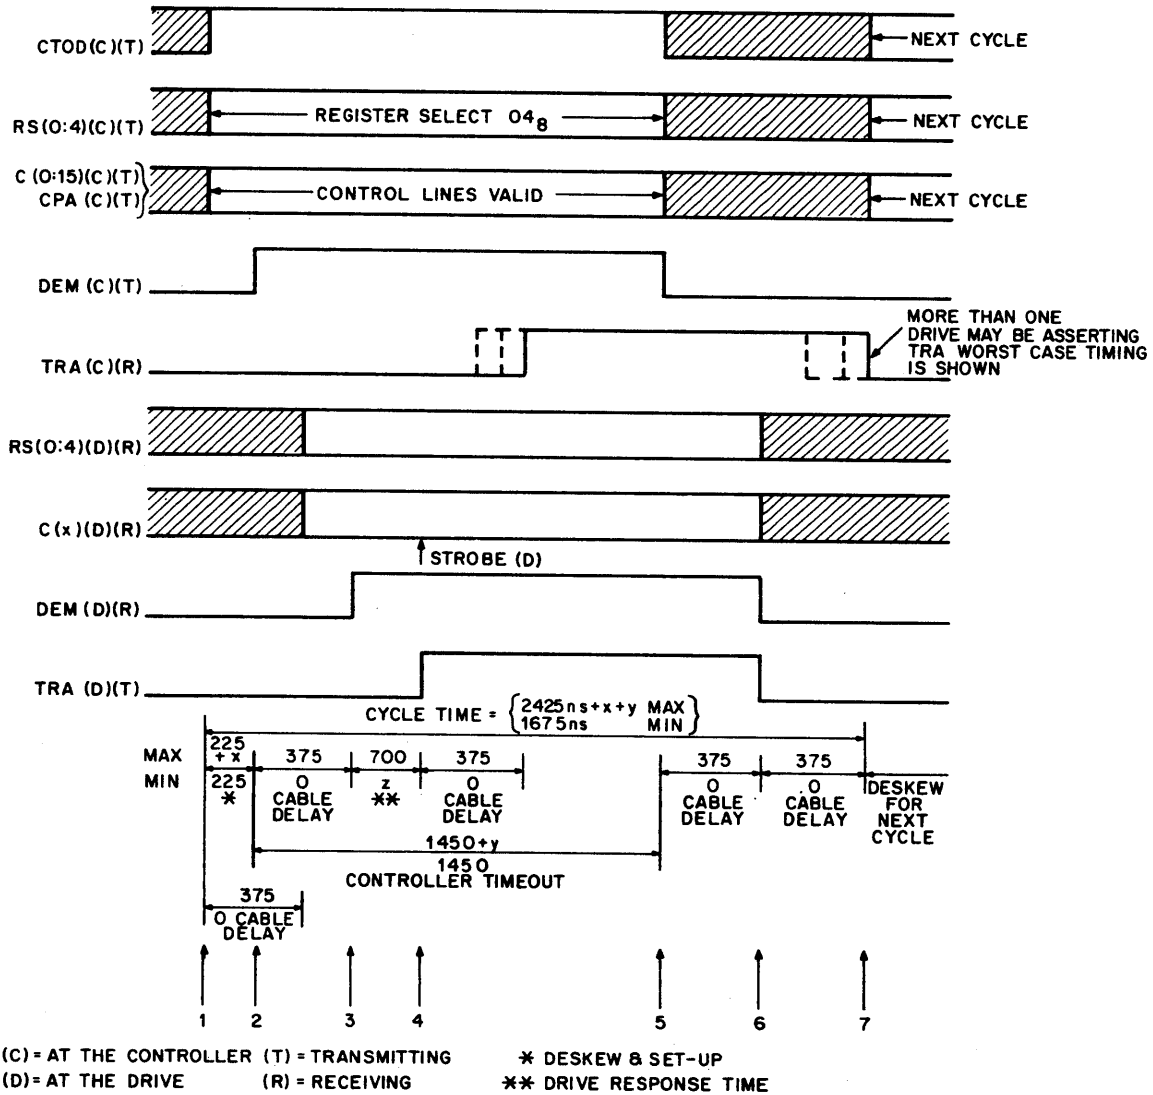 CTOD(C)(T)
NEXT CYCLE
RS(0:4)(C)(T)
REGISTER SELECT 04₈
NEXT CYCLE
C(0:15)(C)(T)
CPA (C)(T)
CONTROL LINES VALID
NEXT CYCLE
DEM (C)(T)
TRA (C)(R)
MORE THAN ONE
DRIVE MAY BE ASSERTING
TRA WORST CASE TIMING
IS SHOWN
RS(0:4)(D)(R)
C(x)(D)(R)
STROBE (D)
DEM (D)(R)
TRA (D)(T)
CYCLE TIME = {2425ns+x+y MAX
1675ns MIN}
MAX
225
+ x
375
700
375
375
375
MIN
225
*
0
CABLE
DELAY
z
**
0
CABLE
DELAY
0
CABLE
DELAY
0
CABLE
DELAY
DESKEW
FOR
NEXT
CYCLE
1450+y
1450
CONTROLLER TIMEOUT
375
0 CABLE
DELAY
1 2 3 4 5 6 7
(C)= AT THE CONTROLLER (T) = TRANSMITTING * DESKEW & SET-UP
(D)= AT THE DRIVE (R) = RECEIVING ** DRIVE RESPONSE TIME